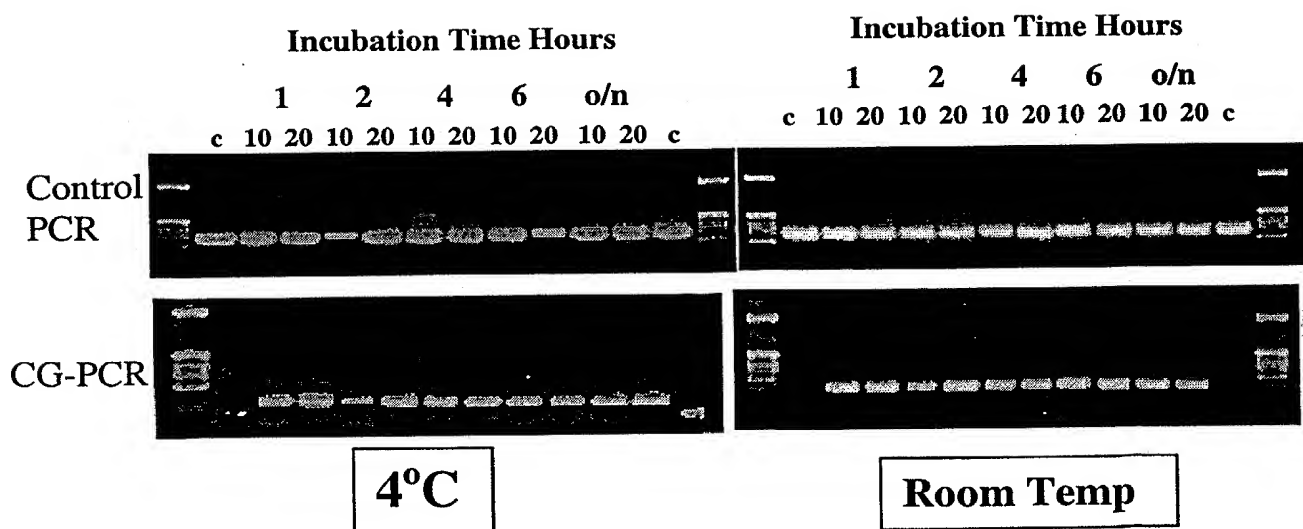 Incubation Time Hours
1 2 4 6 o/n
c 10 20 10 20 10 20 10 20 10 20 c
Incubation Time Hours
1 2 4 6 o/n
c 10 20 10 20 10 20 10 20 10 20 c
Control
PCR
CG-PCR
4°C
Room Temp